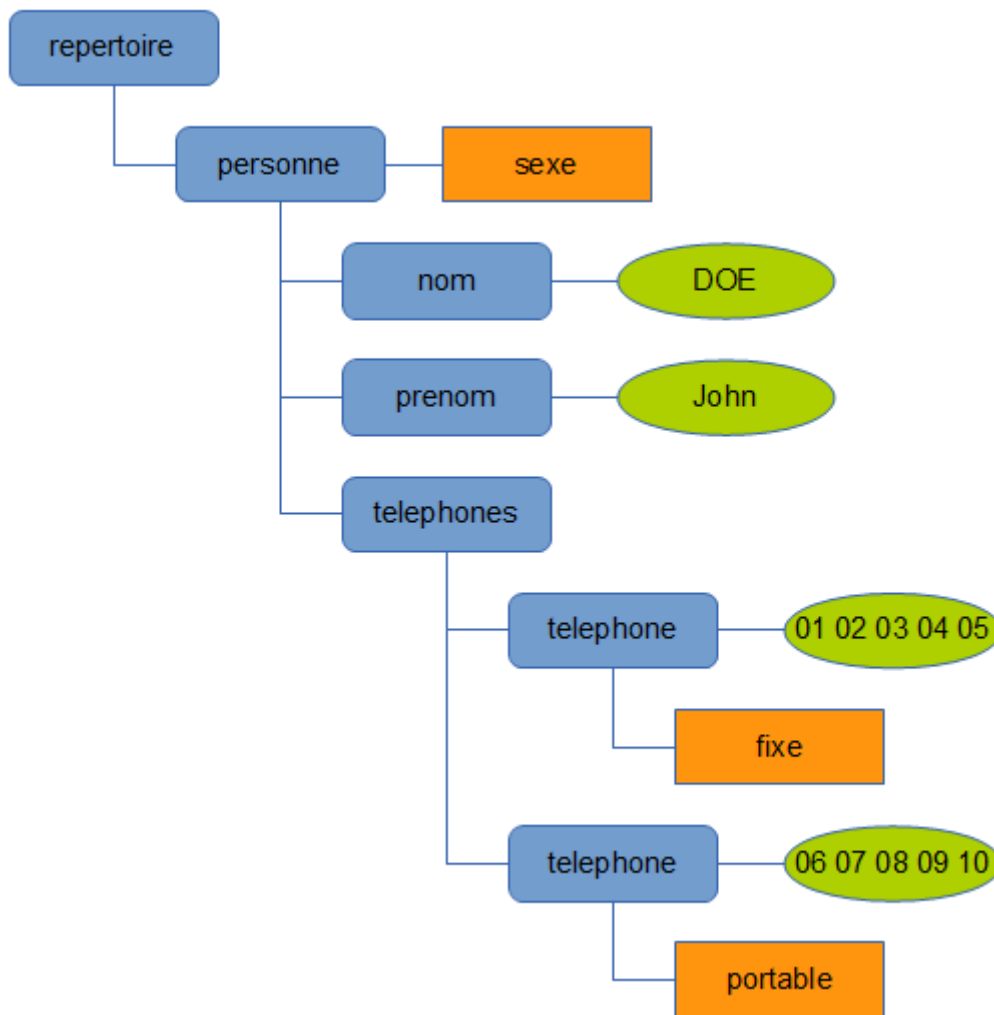 repertoire
personne
sexe
nom
DOE
prenom
John
telephones
telephone
01 02 03 04 05
fixe
telephone
06 07 08 09 10
portable